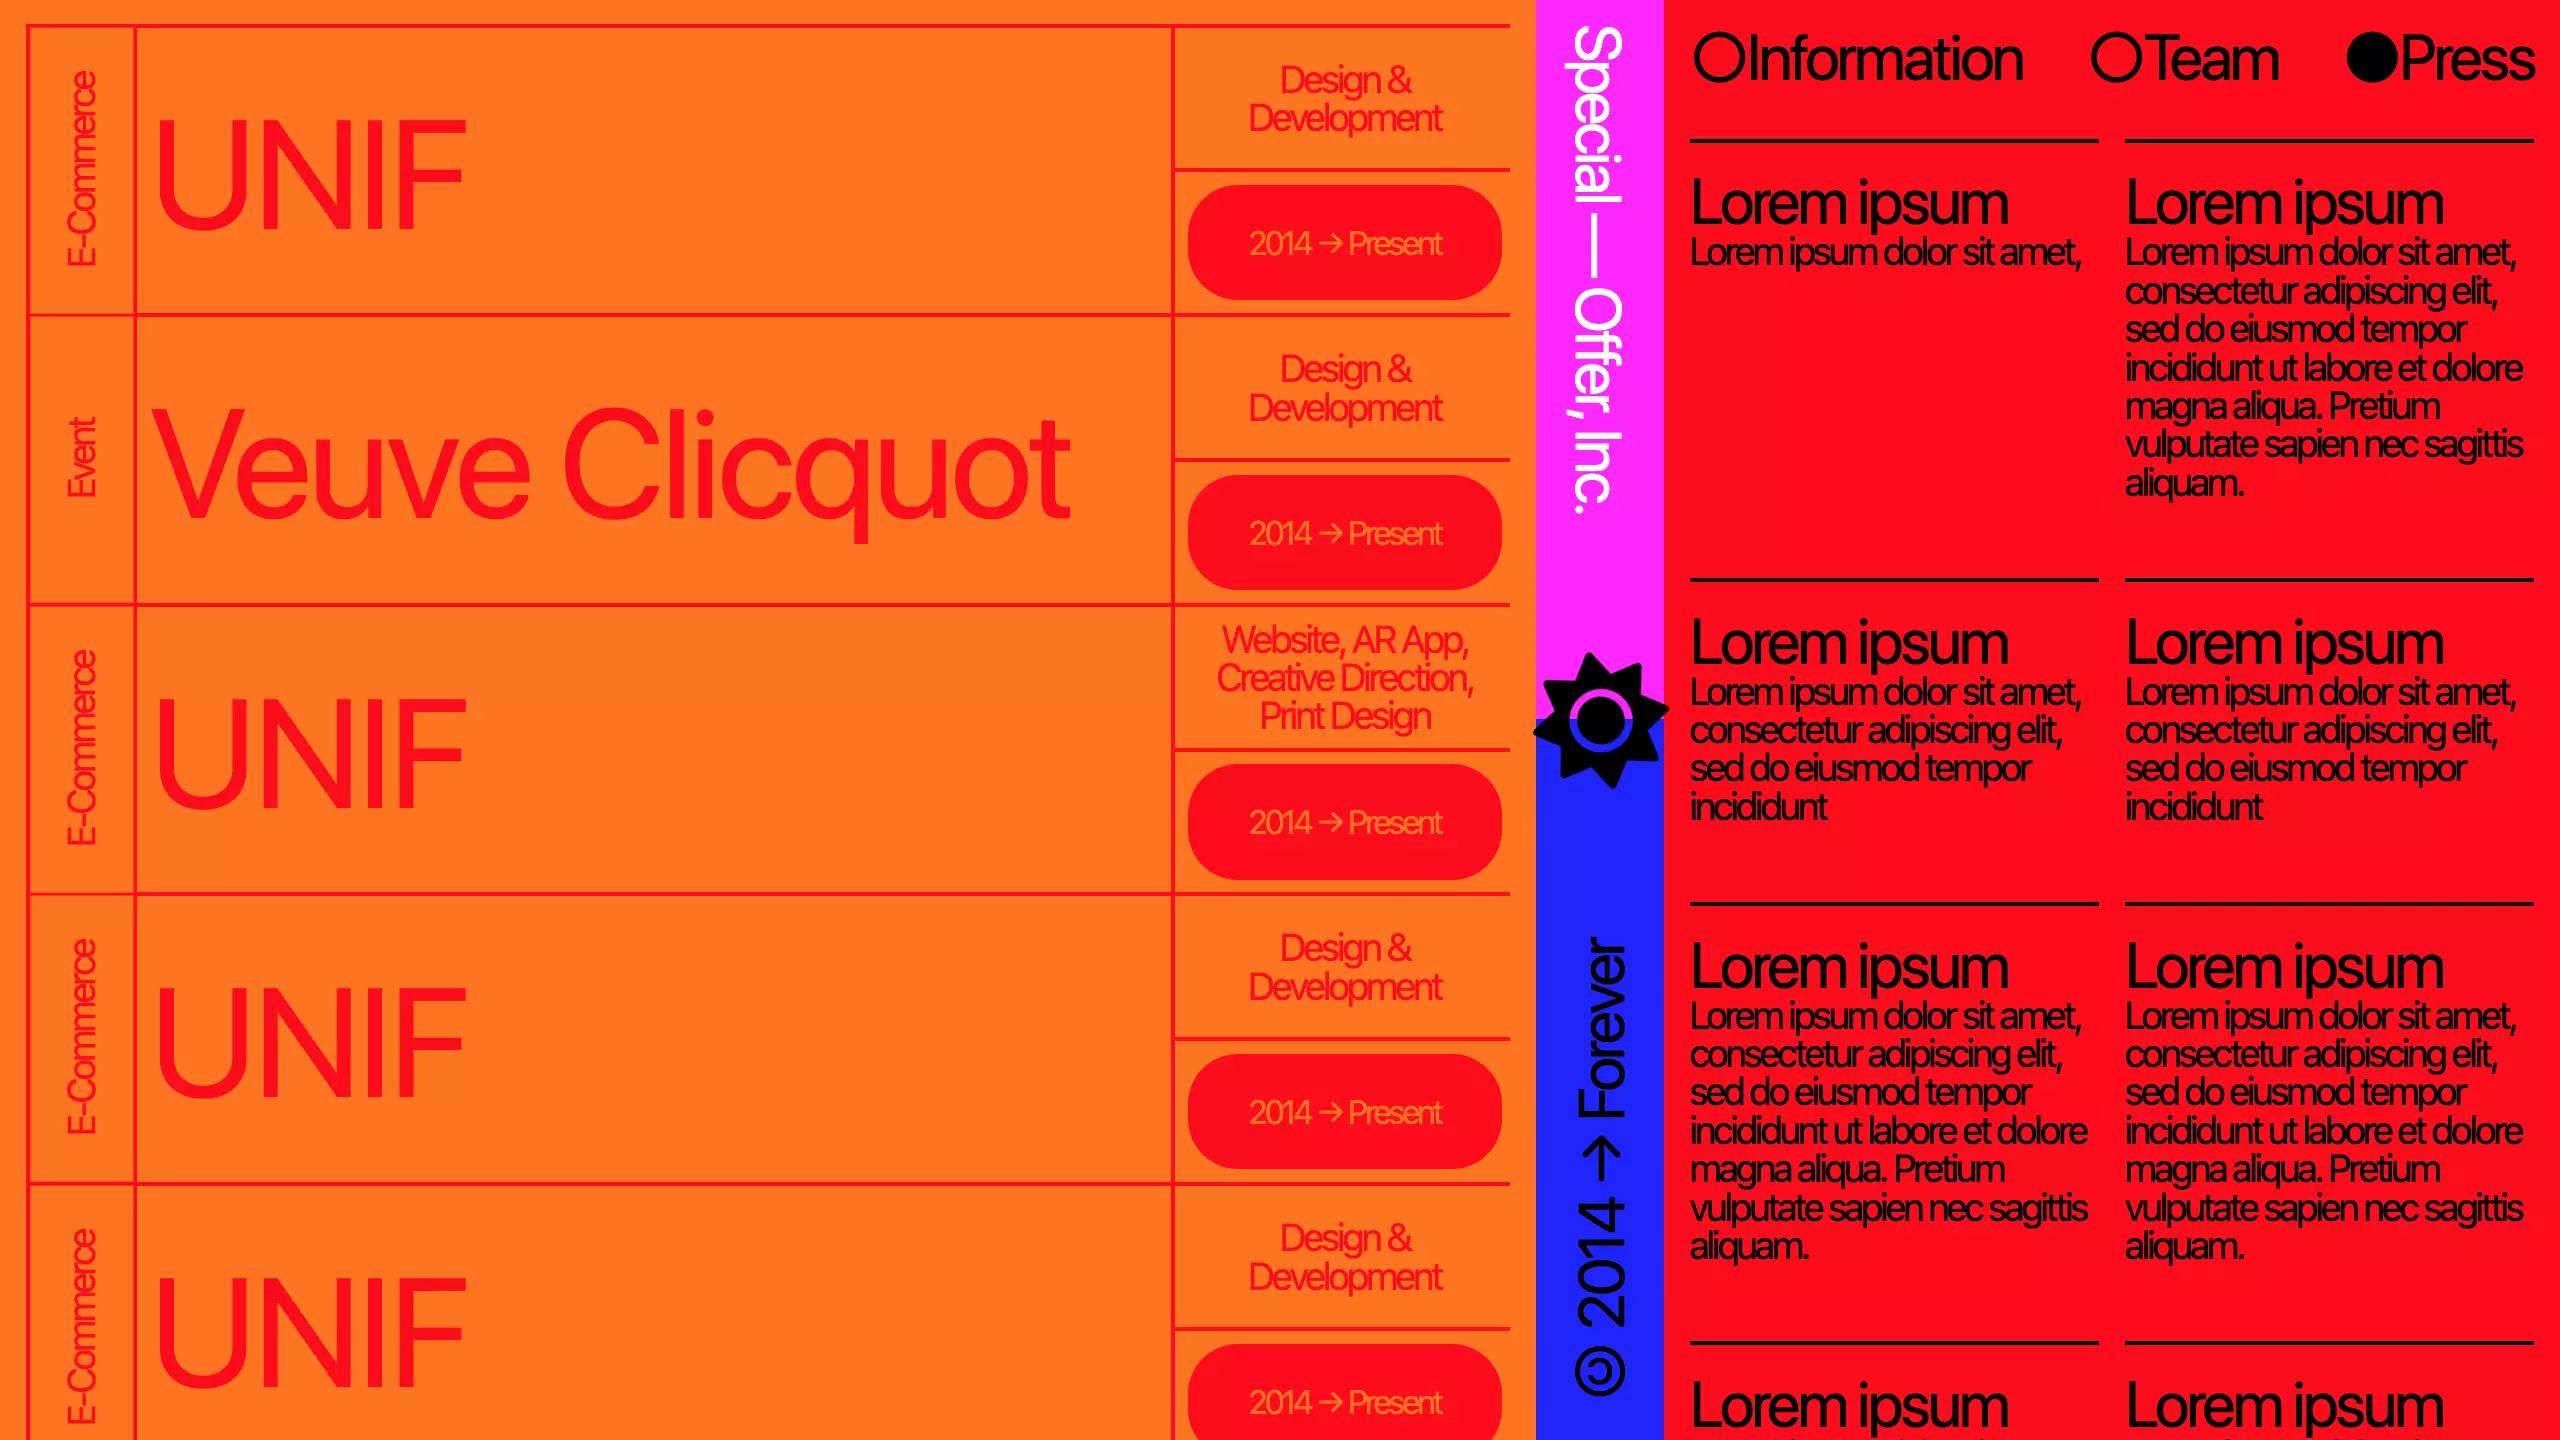 E-Commerce
UNIF
Design &
Development
2014 → Present
Event
Veuve Clicquot
Design &
Development
2014 → Present
E-Commerce
UNIF
Website, AR App,
Creative Direction,
Print Design
2014 → Present
E-Commerce
UNIF
Design &
Development
2014 → Present
E-Commerce
UNIF
Design &
Development
2014 → Present
Special — Offer, Inc.
© 2014 → Forever
Information
Team
Press
Lorem ipsum
Lorem ipsum dolor sit amet,
Lorem ipsum
Lorem ipsum dolor sit amet,
consectetur adipiscing elit,
sed do eiusmod tempor
incididunt ut labore et dolore
magna aliqua. Pretium
vulputate sapien nec sagittis
aliquam.
Lorem ipsum
Lorem ipsum dolor sit amet,
consectetur adipiscing elit,
sed do eiusmod tempor
incididunt
Lorem ipsum
Lorem ipsum dolor sit amet,
consectetur adipiscing elit,
sed do eiusmod tempor
incididunt
Lorem ipsum
Lorem ipsum dolor sit amet,
consectetur adipiscing elit,
sed do eiusmod tempor
incididunt ut labore et dolore
magna aliqua. Pretium
vulputate sapien nec sagittis
aliquam.
Lorem ipsum
Lorem ipsum dolor sit amet,
consectetur adipiscing elit,
sed do eiusmod tempor
incididunt ut labore et dolore
magna aliqua. Pretium
vulputate sapien nec sagittis
aliquam.
Lorem ipsum
Lorem ipsum